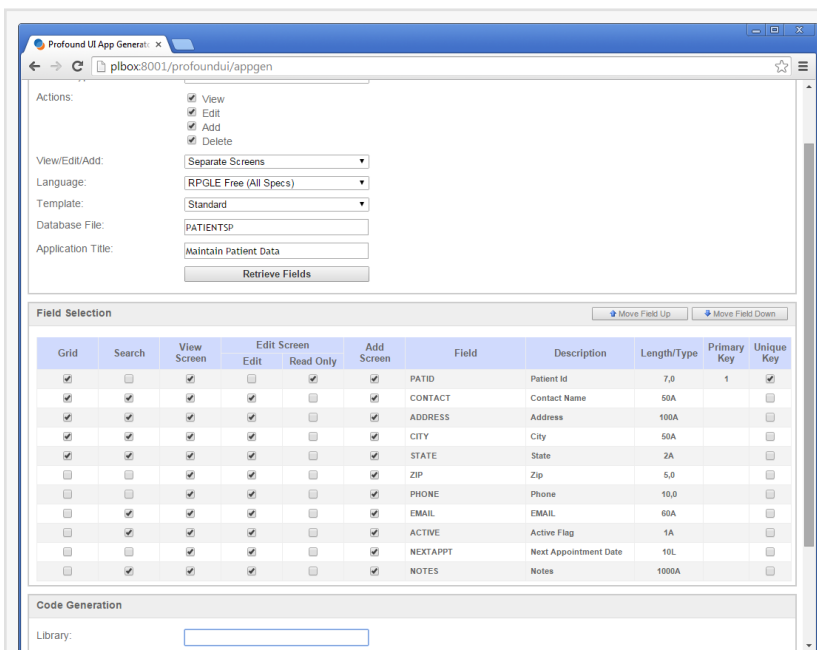 Profound UI App Generato
plbox:8001/profoundui/appgen
Actions:
View
Edit
Add
Delete
View/Edit/Add: Separate Screens
Language: RPGLE Free (All Specs)
Template: Standard
Database File: PATIENTSP
Application Title: Maintain Patient Data
Retrieve Fields
Field Selection Move Field Up Move Field Down
Grid Search View Screen Edit Screen Edit Read Only Add Screen Field Description Length/Type Primary Key Unique Key
PATID Patient Id 7,0 1
CONTACT Contact Name 50A
ADDRESS Address 100A
CITY City 50A
STATE State 2A
ZIP Zip 5,0
PHONE Phone 10,0
EMAIL EMAIL 60A
ACTIVE Active Flag 1A
NEXTAPPT Next Appointment Date 10L
NOTES Notes 1000A
Code Generation
Library: